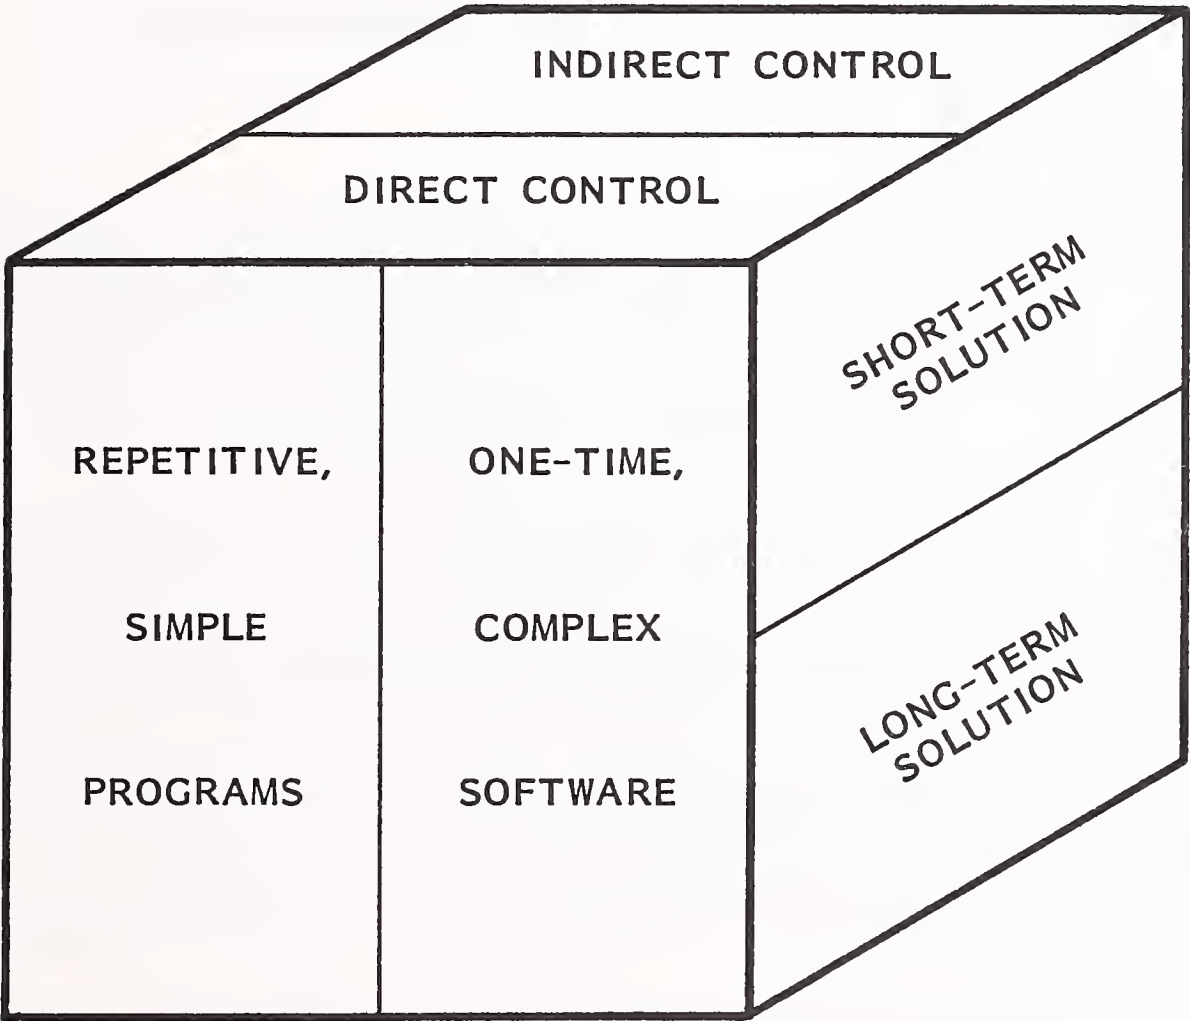 INDIRECT CONTROL
DIRECT CONTROL
REPETITIVE,
SIMPLE
PROGRAMS
ONE-TIME,
COMPLEX
SOFTWARE
SHORT-TERM
SOLUTION
LONG-TERM
SOLUTION